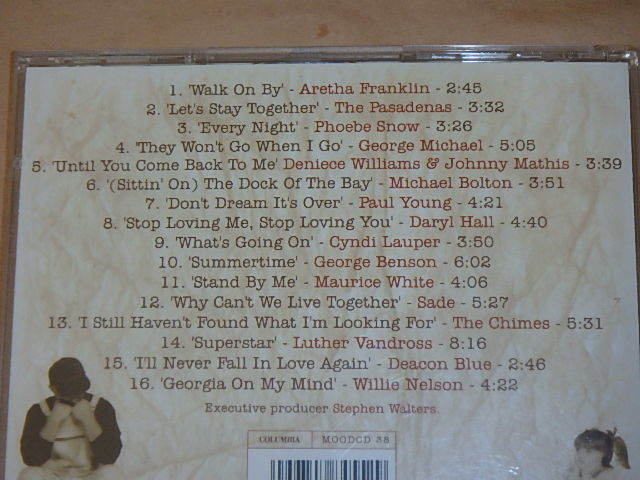 1. 'Walk On By' - Aretha Franklin - 2:45
2. 'Let's Stay Together' - The Pasadenas - 3:32
3. 'Every Night' - Phoebe Snow - 3:26
4. 'They Won't Go When I Go' - George Michael - 5:05
5. 'Until You Come Back To Me' Deniece Williams & Johnny Mathis - 3:39
6. '(Sittin' On) The Dock Of The Bay' - Michael Bolton - 3:51
7. 'Don't Dream It's Over' - Paul Young - 4:21
8. 'Stop Loving Me, Stop Loving You' - Daryl Hall - 4:40
9. 'What's Going On' - Cyndi Lauper - 3:50
10. 'Summertime' - George Benson - 6:02
11. 'Stand By Me' - Maurice White - 4:06
12. 'Why Can't We Live Together' - Sade - 5:27
13. 'I Still Haven't Found What I'm Looking For' - The Chimes - 5:31
14. 'Superstar' - Luther Vandross - 8:16
15. 'I'll Never Fall In Love Again' - Deacon Blue - 2:46
16. 'Georgia On My Mind' - Willie Nelson - 4:22
Executive producer Stephen Walters.
COLUMBIA MOODCD 38